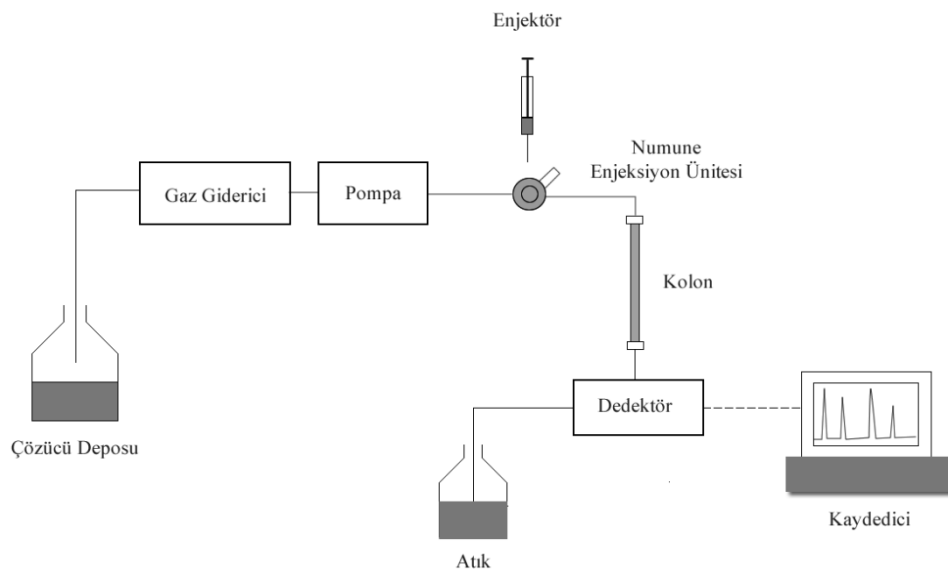 Enjektör
Numune
Enjeksiyon Ünitesi
Gaz Giderici
Pompa
Kolon
Dedektör
Çözücü Deposu
Kaydedici
Atık